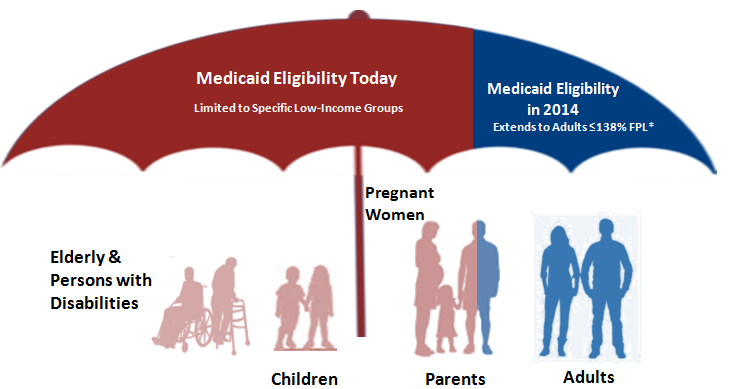 Medicaid Eligibility Today
Limited to Specific Low-Income Groups
Medicaid Eligibility
in 2014
Extends to Adults ≤138% FPL*
Pregnant
Women
Elderly &
Persons with
Disabilities
Children
Parents
Adults